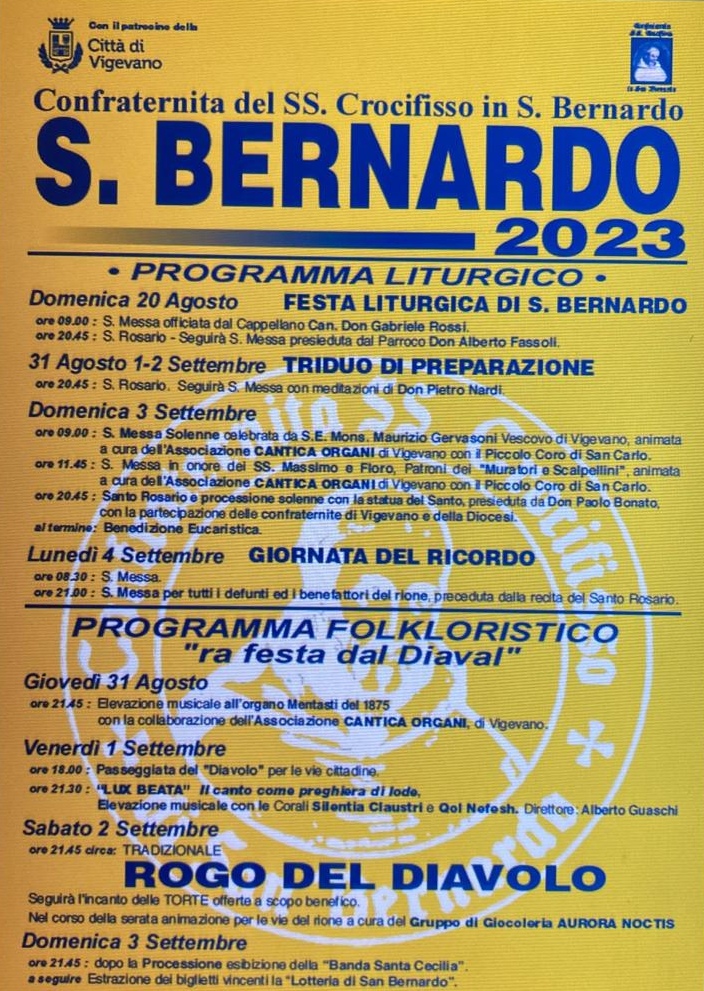 Con il patrocino della
Città di
Vigevano
Confraternita del SS. Crocifisso in S. Bernardo
S. BERNARDO
2023
• PROGRAMMA LITURGICO •
Domenica 20 Agosto FESTA LITURGICA DI S. BERNARDO
ore 09.00 : S. Messa officiata dal Cappellano Can. Don Gabriele Rossi.
ore 20.45 : S. Rosario - Seguirà S. Messa presieduta dal Parroco Don Alberto Fassoli.
31 Agosto 1-2 Settembre TRIDUO DI PREPARAZIONE
ore 20.45 : S. Rosario. Seguirà S. Messa con meditazioni di Don Pietro Nardi.
Domenica 3 Settembre
ore 09.00 : S. Messa Solenne celebrata da S.E. Mons. Maurizio Gervasoni Vescovo di Vigevano, animata
a cura dell'Associazione CANTICA ORGANI di Vigevano con il Piccolo Coro di San Carlo.
ore 11.45 : S. Messa in onore dei SS. Massimo e Floro, Patroni dei "Muratori e Scalpellini", animata
a cura dell'Associazione CANTICA ORGANI di Vigevano con il Piccolo Coro di San Carlo.
ore 20.45 : Santo Rosario e processione solenne con la statua del Santo, presieduta da Don Paolo Bonato,
con la partecipazione delle confraternite di Vigevano e della Diocesi.
al termine: Benedizione Eucaristica.
Lunedì 4 Settembre GIORNATA DEL RICORDO
ore 08.30 : S. Messa.
ore 21.00 : S. Messa per tutti i defunti ed i benefattori del rione, preceduta dalla recita del Santo Rosario.
PROGRAMMA FOLKLORISTICO
"ra festa dal Diaval"
Giovedì 31 Agosto
ore 21.45 : Elevazione musicale all'organo Mentasti del 1875
con la collaborazione dell'Associazione CANTICA ORGANI, di Vigevano.
Venerdì 1 Settembre
ore 18.00 : Passeggiata del "Diavolo" per le vie cittadine.
ore 21.30 : "LUX BEATA" Il canto come preghiera di lode,
Elevazione musicale con le Corali Silentia Claustri e Qol Nefesh. Direttore: Alberto Guaschi
Sabato 2 Settembre
ore 21.45 circa: TRADIZIONALE
ROGO DEL DIAVOLO
Seguirà l'incanto delle TORTE offerte a scopo benefico.
Nel corso della serata animazione per le vie del rione a cura del Gruppo di Giocoleria AURORA NOCTIS
Domenica 3 Settembre
ore 21.45 : dopo la Processione esibizione della "Banda Santa Cecilia".
a seguire Estrazione dei biglietti vincenti la "Lotteria di San Bernardo".